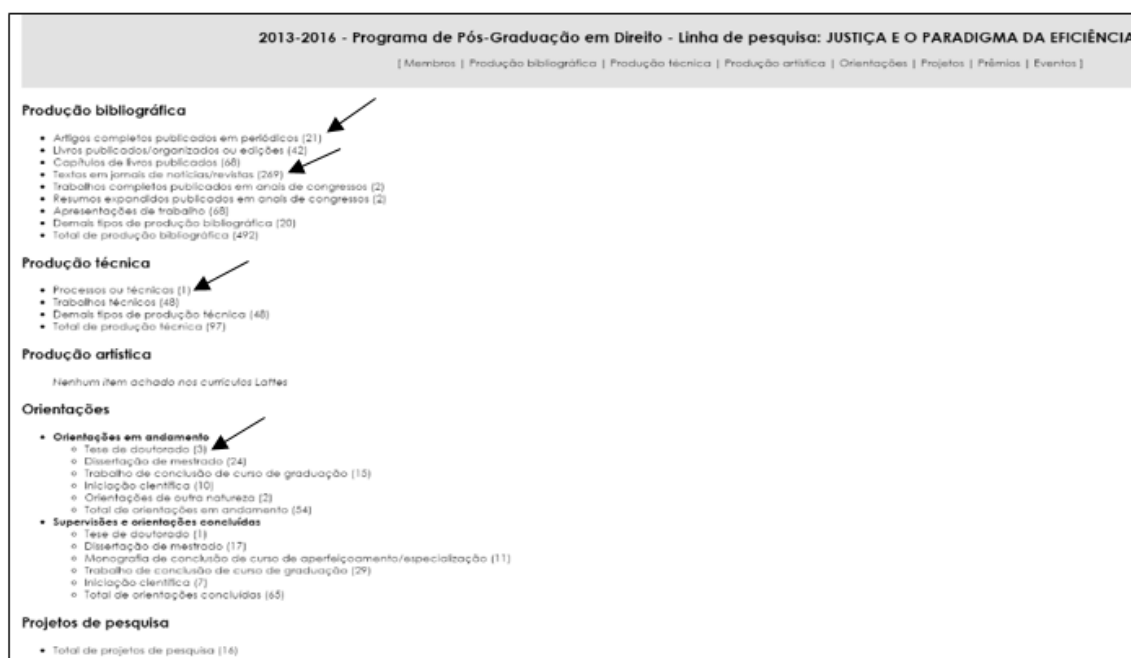 2013-2016 - Programa de Pós-Graduação em Direito - Linha de pesquisa: JUSTIÇA E O PARADIGMA DA EFICIÊNCIA
[ Membros | Produção bibliográfica | Produção técnica | Produção artística | Orientações | Projetos | Prêmios | Eventos ]
Produção bibliográfica
Artigos completos publicados em periódicos (21)
Livros publicados/organizados ou edições (42)
Capítulos de livros publicados (68)
Textos em jornais de notícias/revistas (269)
Trabalhos completos publicados em anais de congressos (2)
Resumos expandidos publicados em anais de congressos (2)
Apresentações de trabalho (68)
Demais tipos de produção bibliográfica (20)
Total de produção bibliográfica (492)
Produção técnica
Processos ou técnicas (1)
Trabalhos técnicos (48)
Demais tipos de produção técnica (48)
Total de produção técnica (97)
Produção artística
Nenhum item achado nos currículos Lattes
Orientações
Orientações em andamento
Tese de doutorado (3)
Dissertação de mestrado (24)
Trabalho de conclusão de curso de graduação (15)
Iniciação científica (10)
Orientações de outra natureza (2)
Total de orientações em andamento (54)
Supervisões e orientações concluídas
Tese de doutorado (1)
Dissertação de mestrado (17)
Monografia de conclusão de curso de aperfeiçoamento/especialização (11)
Trabalho de conclusão de curso de graduação (29)
Iniciação científica (7)
Total de orientações concluídas (65)
Projetos de pesquisa
Total de projetos de pesquisa (16)